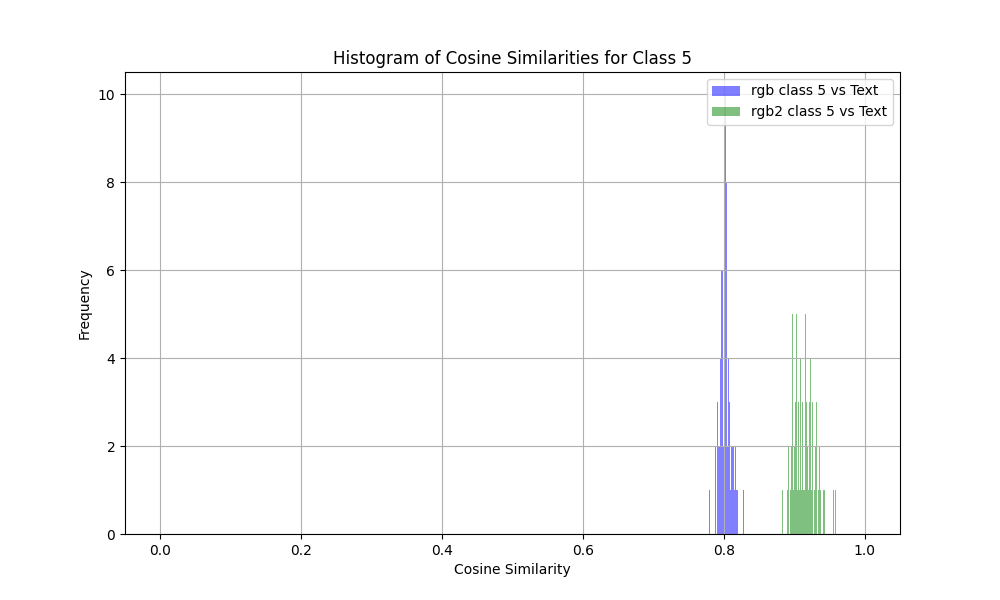 Histogram of Cosine Similarities for Class 5
rgb class 5 vs Text
rgb2 class 5 vs Text
10
8
6
4
2
0
Frequency
0.0 0.2 0.4 0.6 0.8 1.0
Cosine Similarity